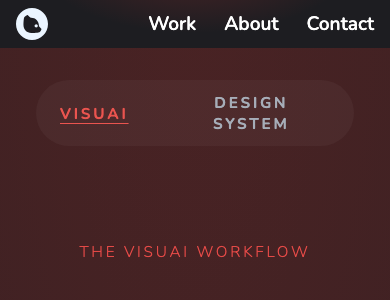 Work About Contact
VISUAI
DESIGN
SYSTEM
THE VISUAI WORKFLOW